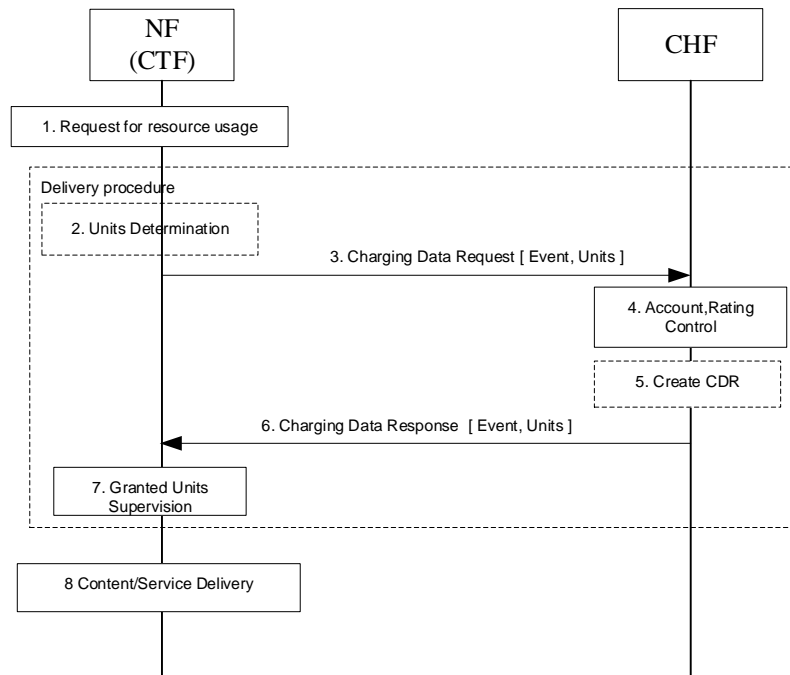 NF
(CTF)
CHF
1. Request for resource usage
Delivery procedure
2. Units Determination
3. Charging Data Request [ Event, Units ]
4. Account,Rating
Control
5. Create CDR
6. Charging Data Response [ Event, Units ]
7. Granted Units
Supervision
8 Content/Service Delivery